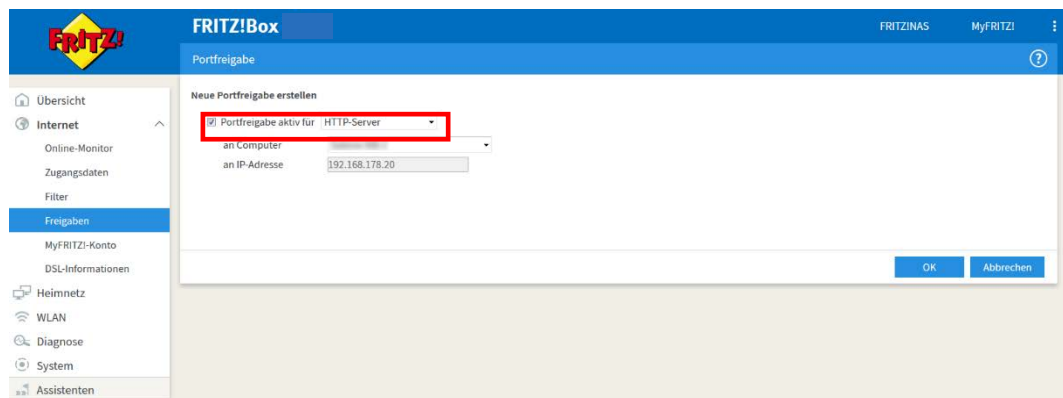 FRITZ!
FRITZ!Box
FRITZ!NAS
MyFRITZ!
Portfreigabe
?
Übersicht
Internet
Online-Monitor
Zugangsdaten
Filter
Freigaben
MyFRITZ!-Konto
DSL-Informationen
Heimnetz
WLAN
Diagnose
System
Assistenten
Neue Portfreigabe erstellen
Portfreigabe aktiv für HTTP-Server
an Computer
an IP-Adresse 192.168.178.20
OK Abbrechen